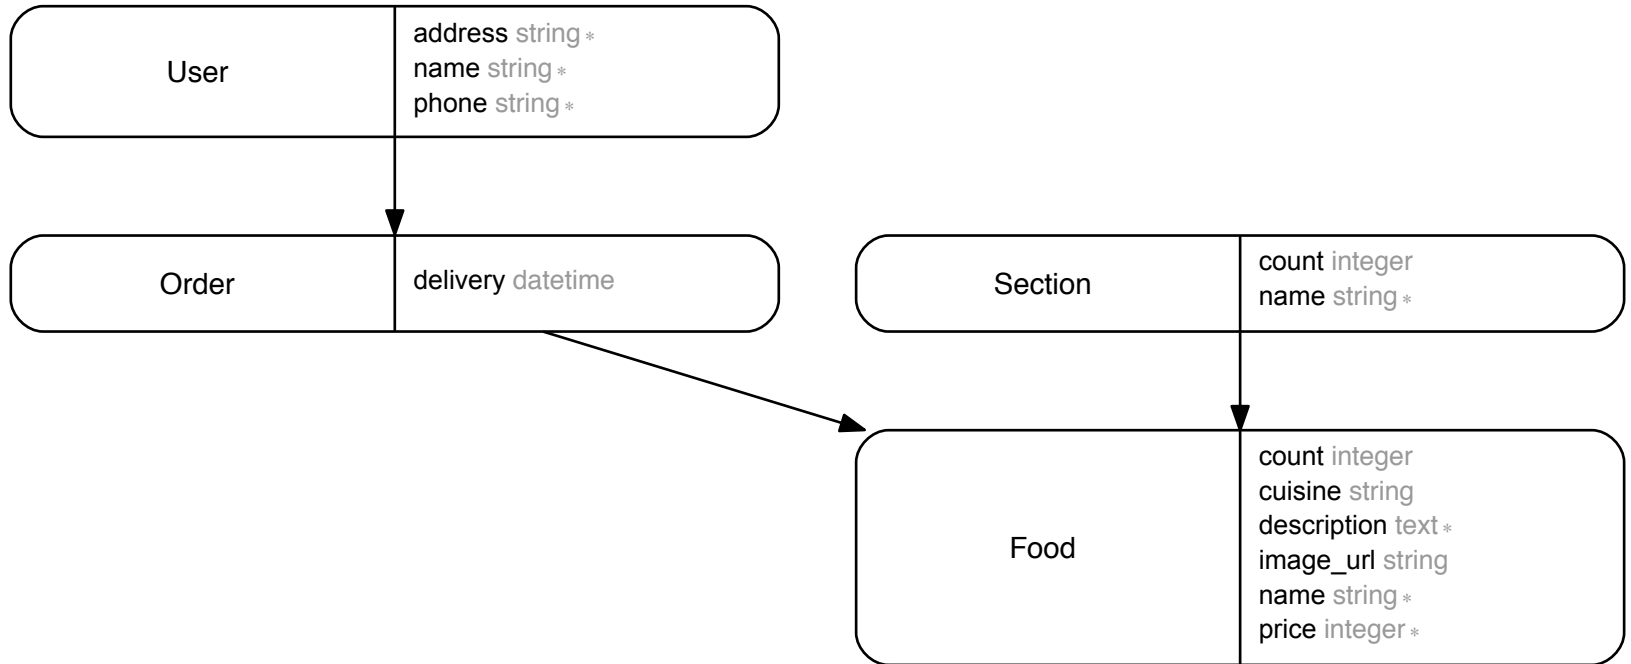 User
address string *
name string *
phone string *
Order
delivery datetime
Section
count integer
name string *
Food
count integer
cuisine string
description text *
image_url string
name string *
price integer *